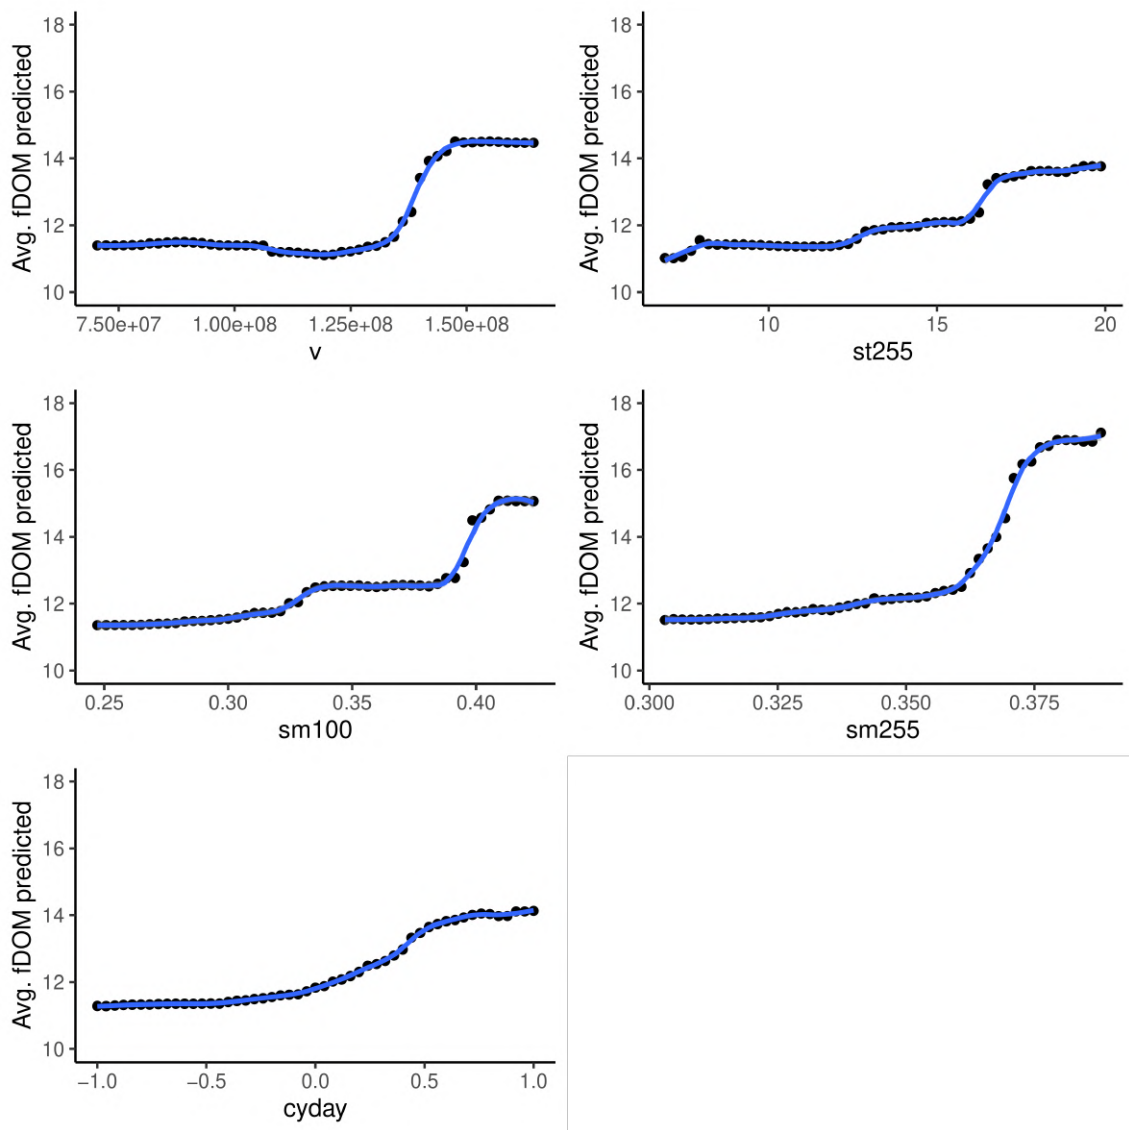 18
16
14
12
10
Avg. fDOM predicted
7.50e+07 1.00e+08 1.25e+08 1.50e+08
v
18
16
14
12
10
Avg. fDOM predicted
10 15 20
st255
18
16
14
12
10
Avg. fDOM predicted
0.25 0.30 0.35 0.40
sm100
18
16
14
12
10
Avg. fDOM predicted
0.300 0.325 0.350 0.375
sm255
18
16
14
12
10
Avg. fDOM predicted
−1.0 −0.5 0.0 0.5 1.0
cyday